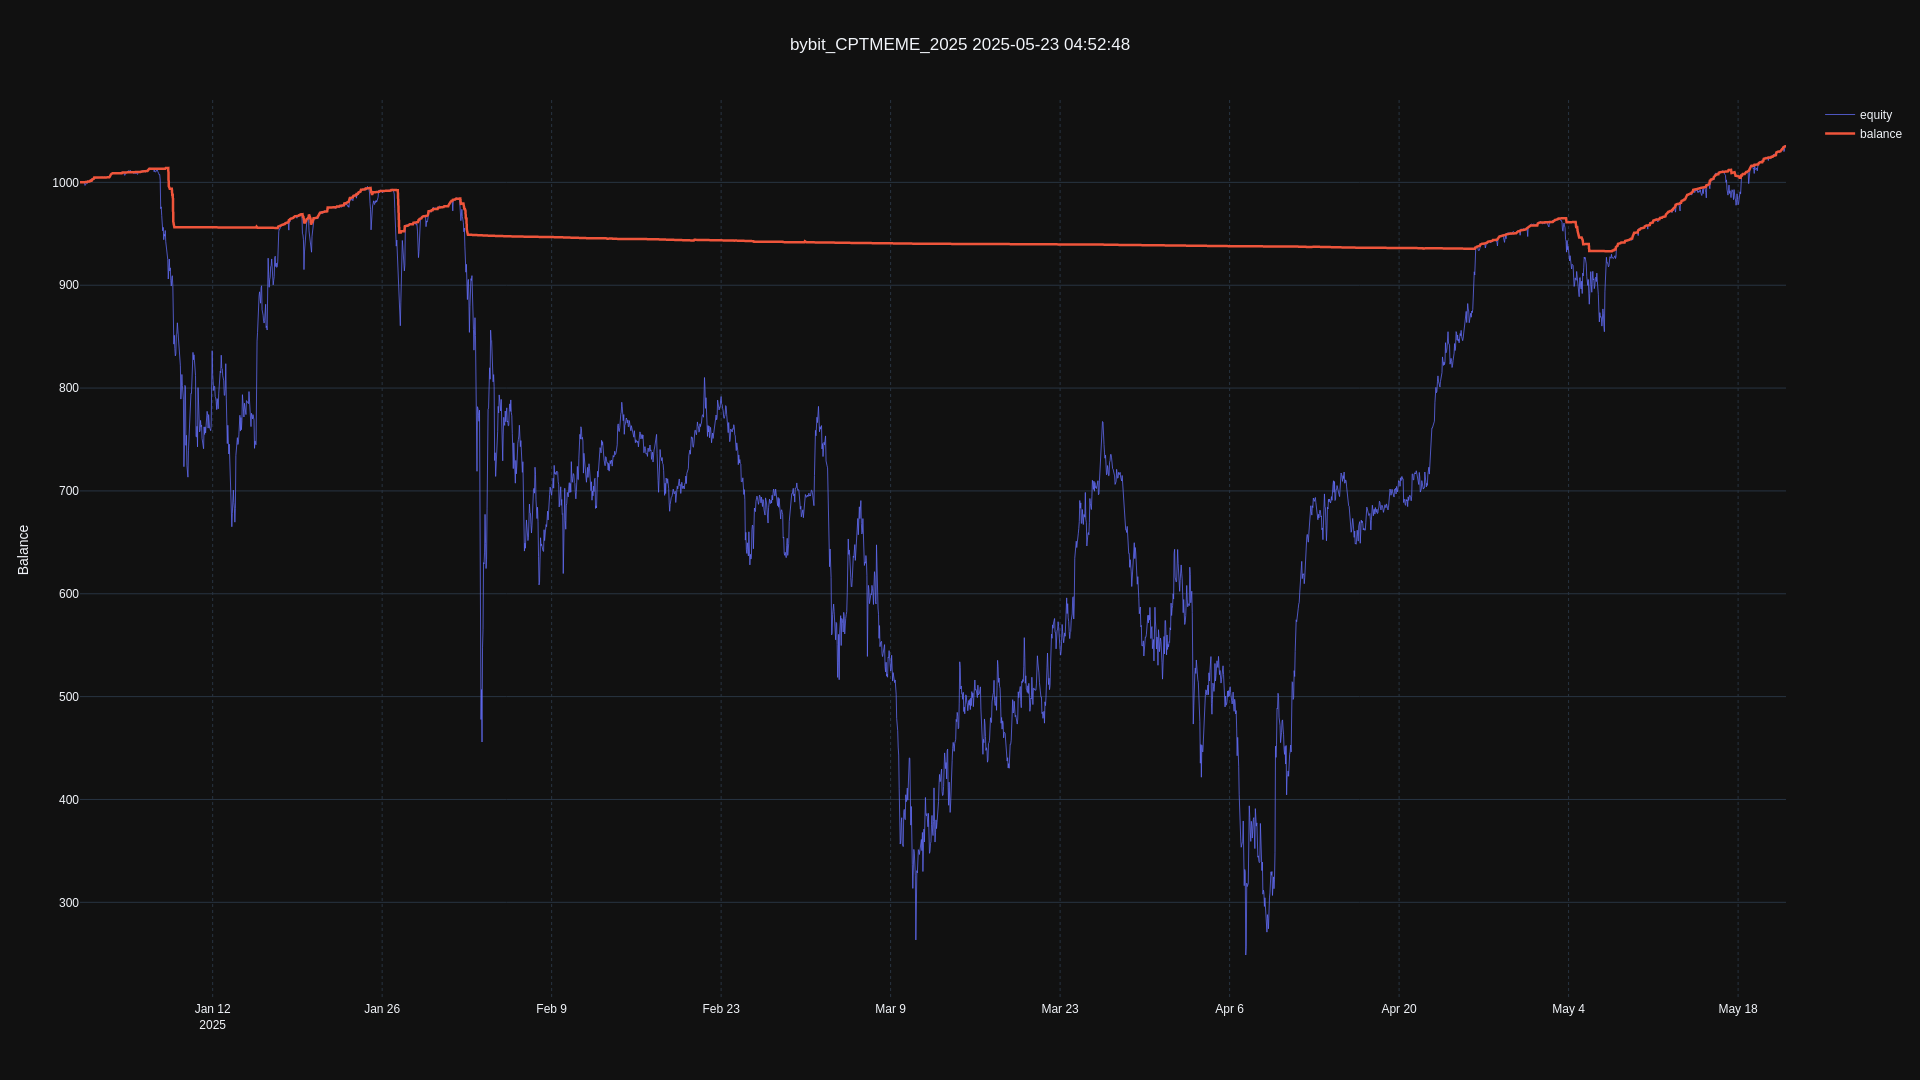 bybit_CPTMEME_2025 2025-05-23 04:52:48
equity
balance
1000
900
800
700
600
500
400
300
Balance
Jan 12
2025
Jan 26
Feb 9
Feb 23
Mar 9
Mar 23
Apr 6
Apr 20
May 4
May 18